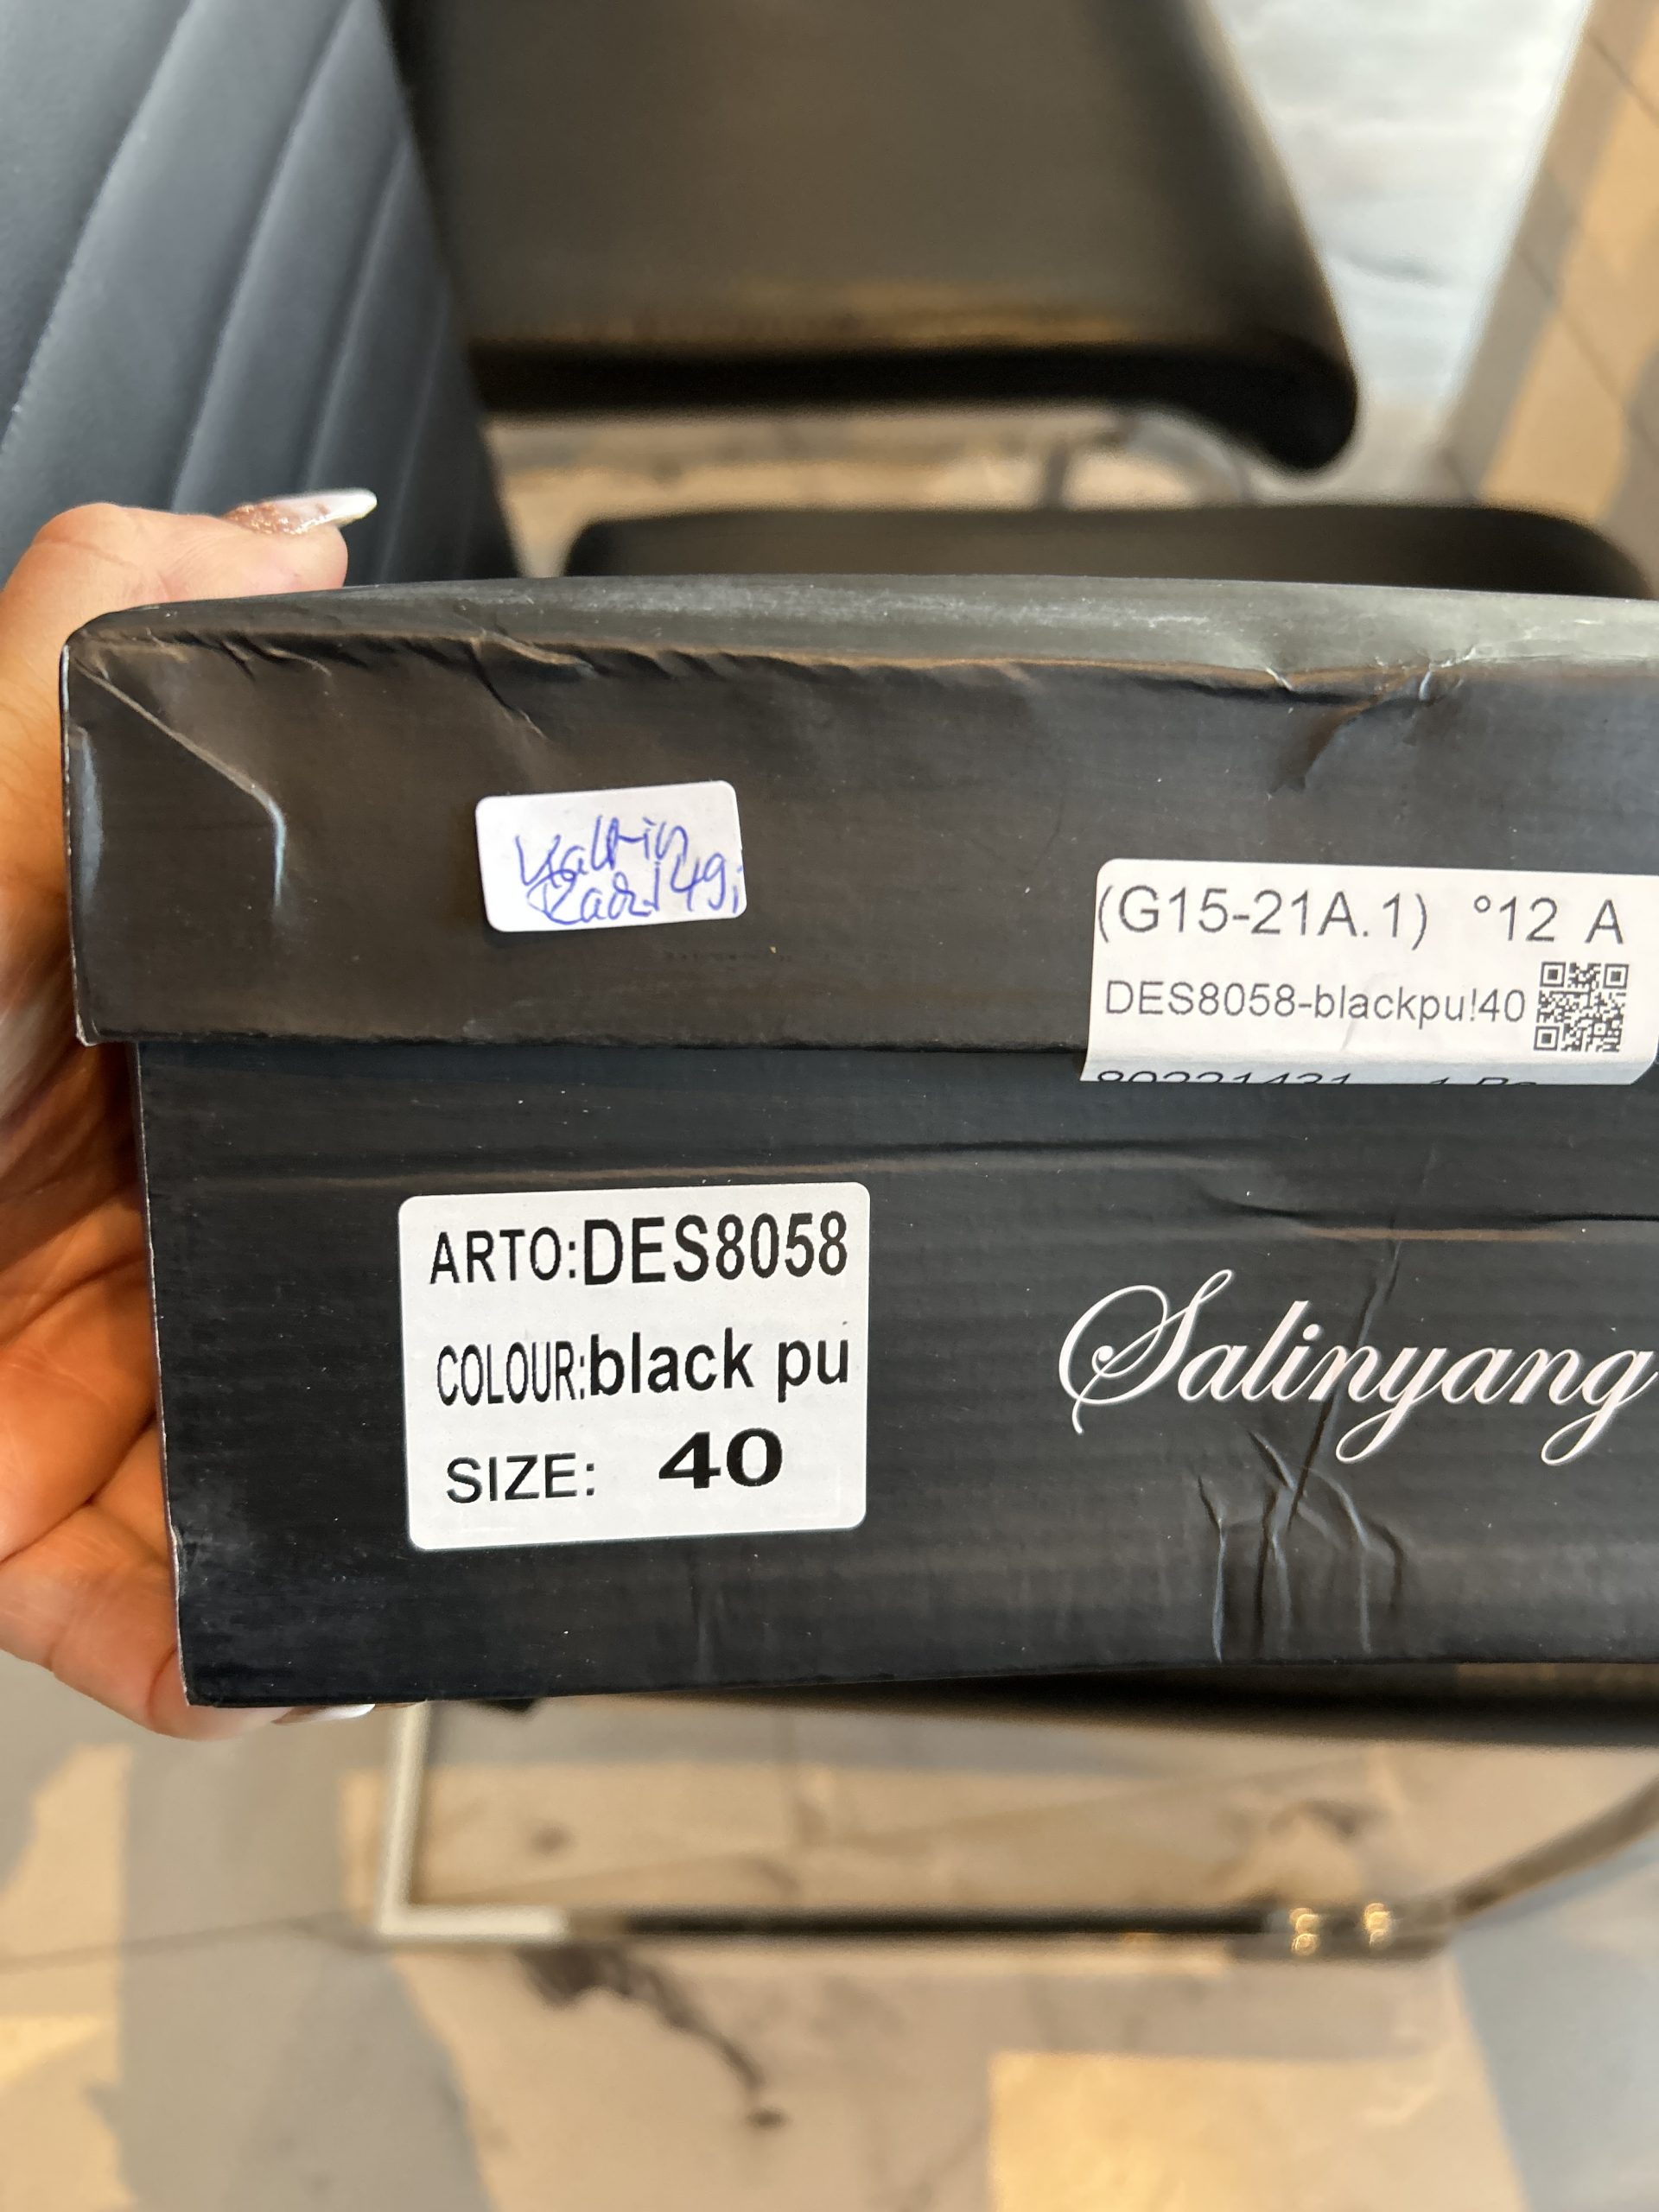 (G15-21A.1) °12 A
DES8058-blackpu!40
ARTO:DES8058
COLOUR:black pu
SIZE: 40
Salinyang